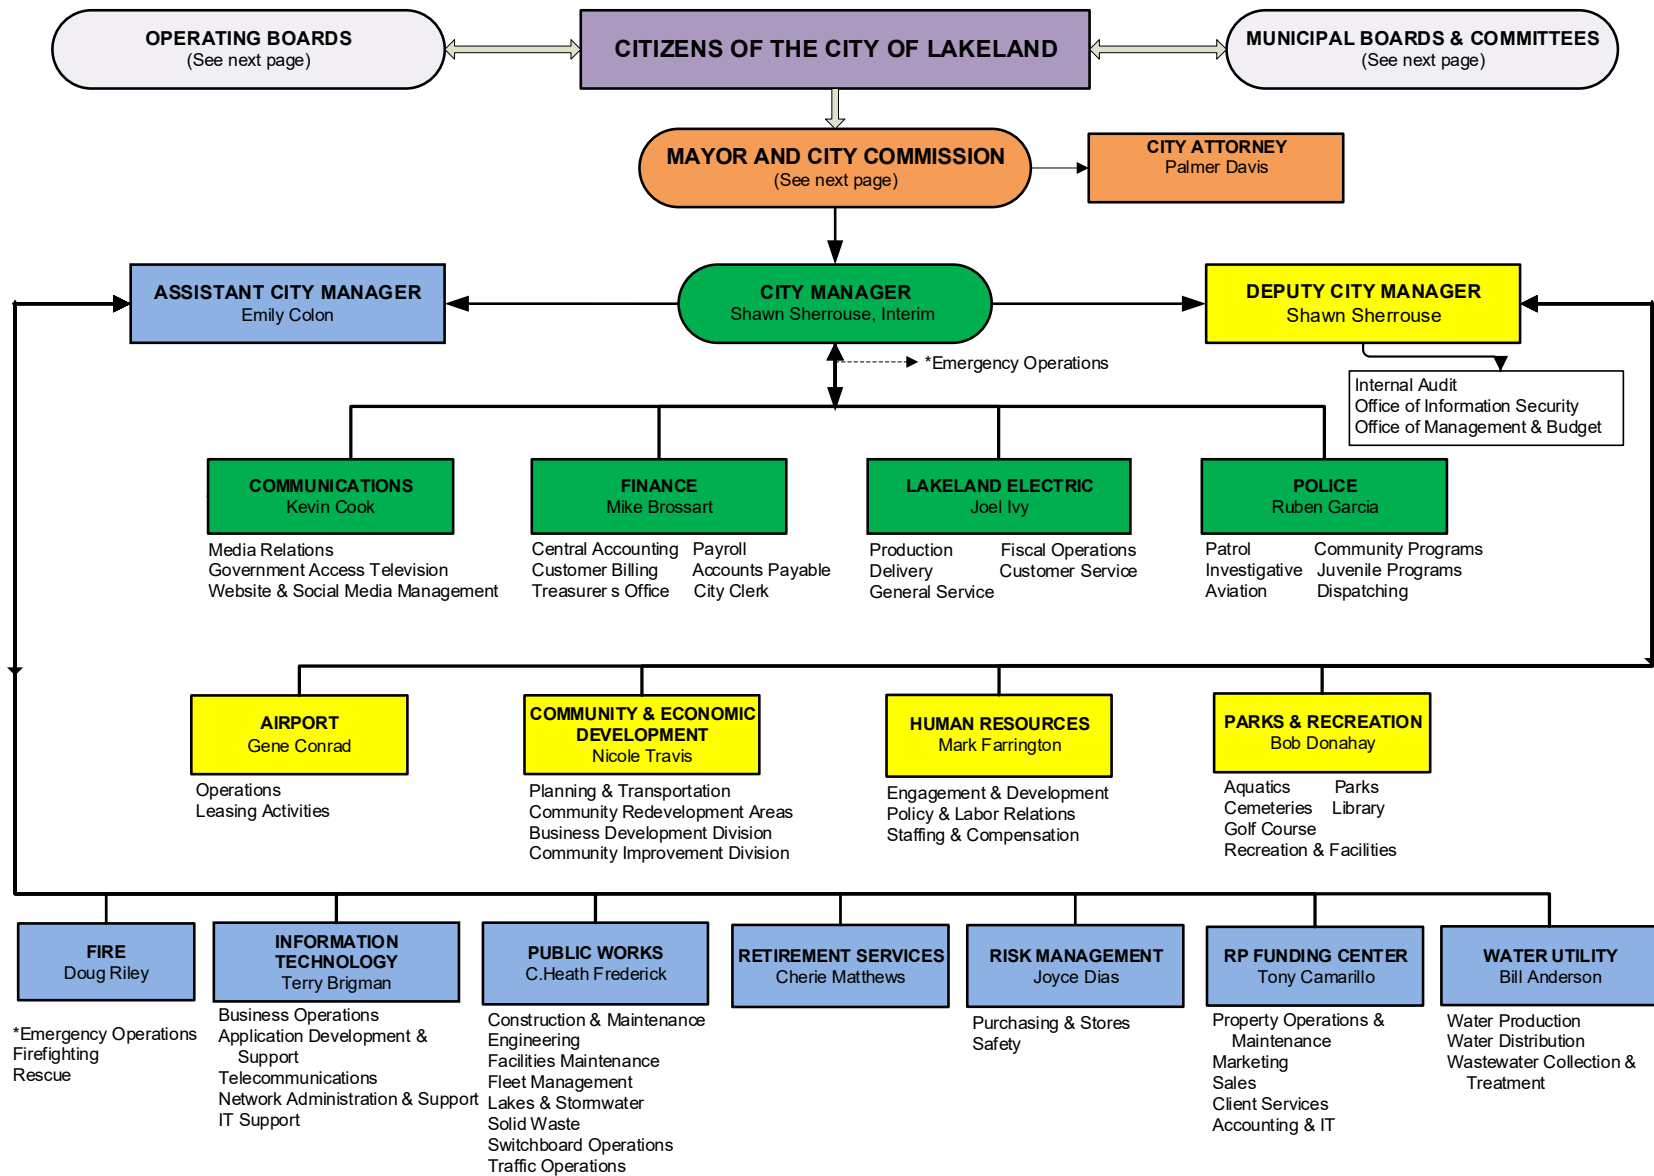 OPERATING BOARDS
(See next page)
CITIZENS OF THE CITY OF LAKELAND
MUNICIPAL BOARDS & COMMITTEES
(See next page)
MAYOR AND CITY COMMISSION
(See next page)
CITY ATTORNEY
Palmer Davis
ASSISTANT CITY MANAGER
Emily Colon
CITY MANAGER
Shawn Sherrouse, Interim
DEPUTY CITY MANAGER
Shawn Sherrouse
*Emergency Operations
Internal Audit
Office of Information Security
Office of Management & Budget
COMMUNICATIONS
Kevin Cook
Media Relations
Government Access Television
Website & Social Media Management
FINANCE
Mike Brossart
Central Accounting
Customer Billing
Treasurer s Office
Payroll
Accounts Payable
City Clerk
LAKELAND ELECTRIC
Joel Ivy
Production
Delivery
General Service
Fiscal Operations
Customer Service
POLICE
Ruben Garcia
Patrol
Investigative
Aviation
Community Programs
Juvenile Programs
Dispatching
AIRPORT
Gene Conrad
Operations
Leasing Activities
COMMUNITY & ECONOMIC
DEVELOPMENT
Nicole Travis
Planning & Transportation
Community Redevelopment Areas
Business Development Division
Community Improvement Division
HUMAN RESOURCES
Mark Farrington
Engagement & Development
Policy & Labor Relations
Staffing & Compensation
PARKS & RECREATION
Bob Donahay
Aquatics
Cemeteries
Golf Course
Recreation & Facilities
Parks
Library
FIRE
Doug Riley
*Emergency Operations
Firefighting
Rescue
INFORMATION
TECHNOLOGY
Terry Brigman
Business Operations
Application Development &
Support
Telecommunications
Network Administration & Support
IT Support
PUBLIC WORKS
C.Heath Frederick
Construction & Maintenance
Engineering
Facilities Maintenance
Fleet Management
Lakes & Stormwater
Solid Waste
Switchboard Operations
Traffic Operations
RETIREMENT SERVICES
Cherie Matthews
RISK MANAGEMENT
Joyce Dias
Purchasing & Stores
Safety
RP FUNDING CENTER
Tony Camarillo
Property Operations &
Maintenance
Marketing
Sales
Client Services
Accounting & IT
WATER UTILITY
Bill Anderson
Water Production
Water Distribution
Wastewater Collection &
Treatment